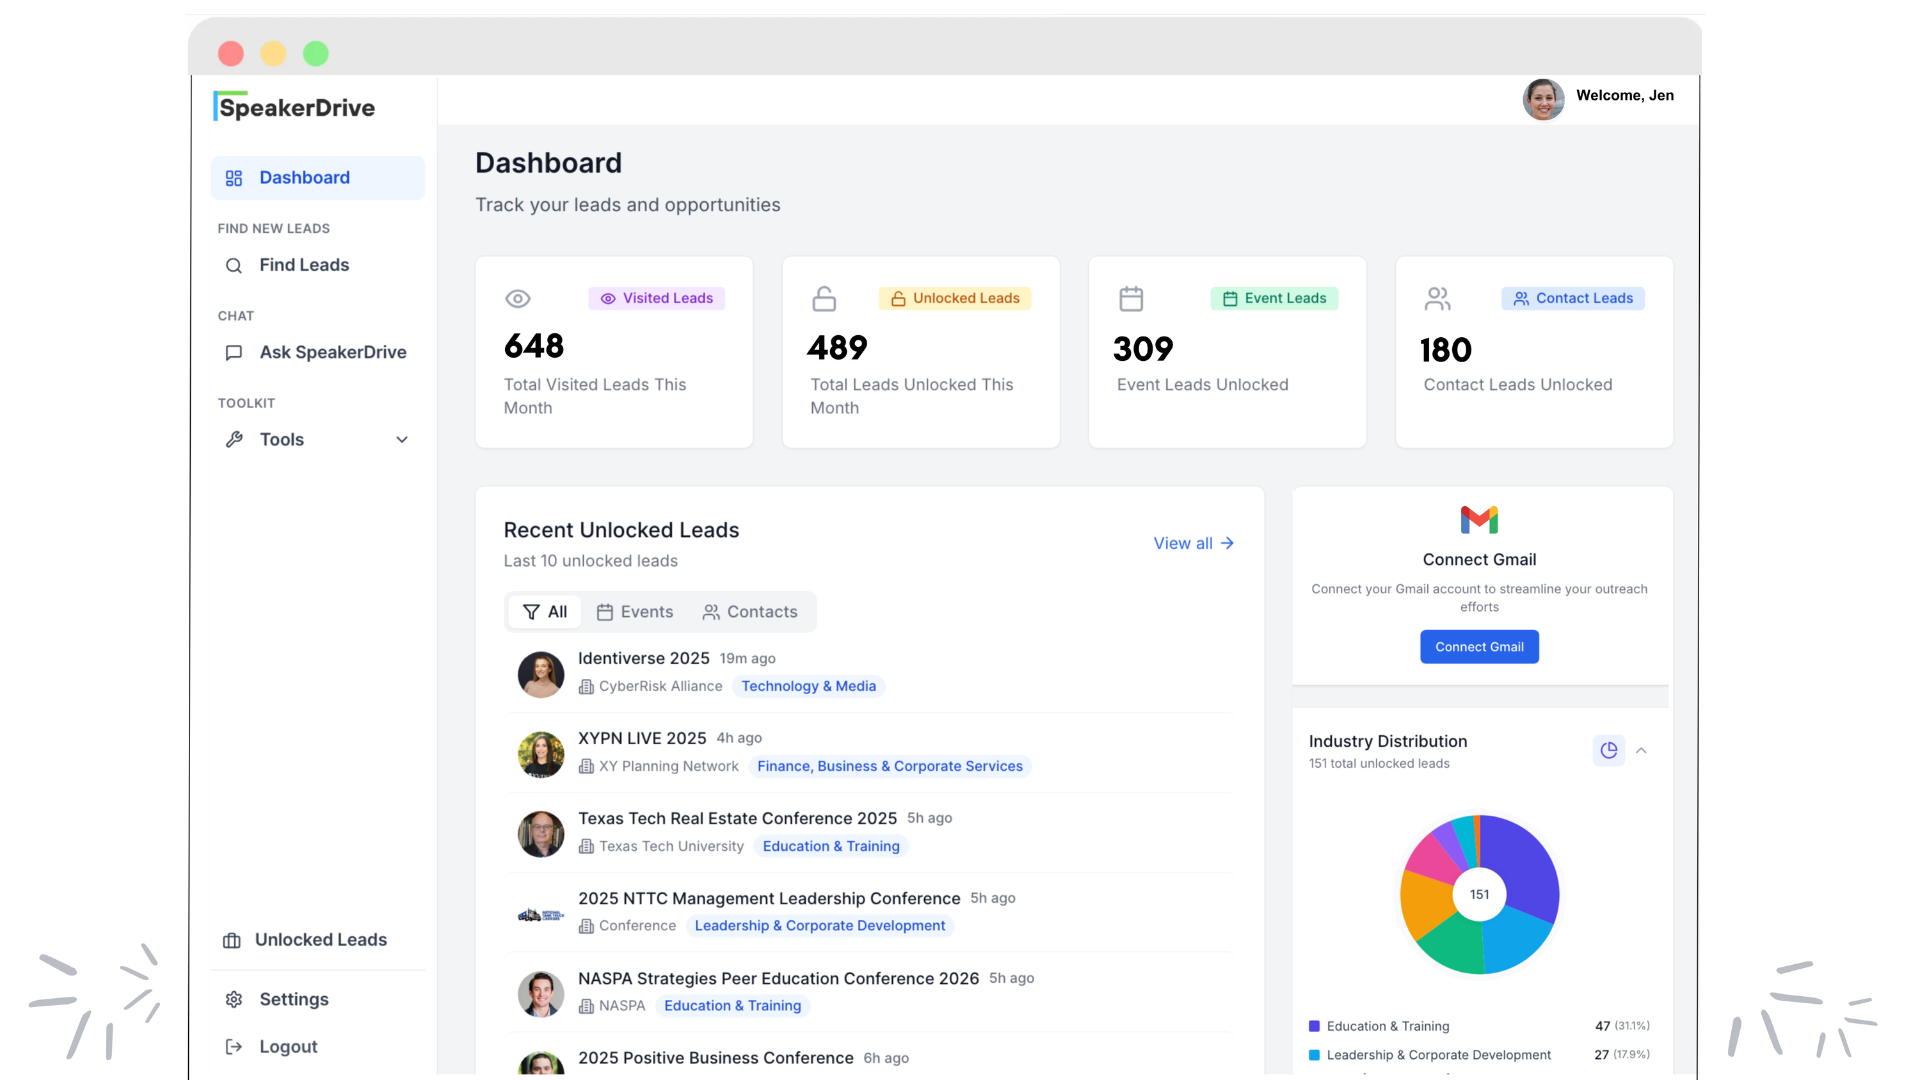 SpeakerDrive
Welcome, Jen
Dashboard
FIND NEW LEADS
Find Leads
CHAT
Ask SpeakerDrive
TOOLKIT
Tools
Unlocked Leads
Settings
Logout
Dashboard
Track your leads and opportunities
Visited Leads
648
Total Visited Leads This
Month
Unlocked Leads
489
Total Leads Unlocked This
Month
Event Leads
309
Event Leads Unlocked
Contact Leads
180
Contact Leads Unlocked
Recent Unlocked Leads
Last 10 unlocked leads
View all
All Events Contacts
Identiverse 2025 19m ago
CyberRisk Alliance Technology & Media
XYPN LIVE 2025 4h ago
XY Planning Network Finance, Business & Corporate Services
Texas Tech Real Estate Conference 2025 5h ago
Texas Tech University Education & Training
2025 NTTC Management Leadership Conference 5h ago
Conference Leadership & Corporate Development
NASPA Strategies Peer Education Conference 2026 5h ago
NASPA Education & Training
2025 Positive Business Conference 6h ago
Connect Gmail
Connect your Gmail account to streamline your outreach
efforts
Connect Gmail
Industry Distribution
151 total unlocked leads
151
Education & Training 47 (31.1%)
Leadership & Corporate Development 27 (17.9%)